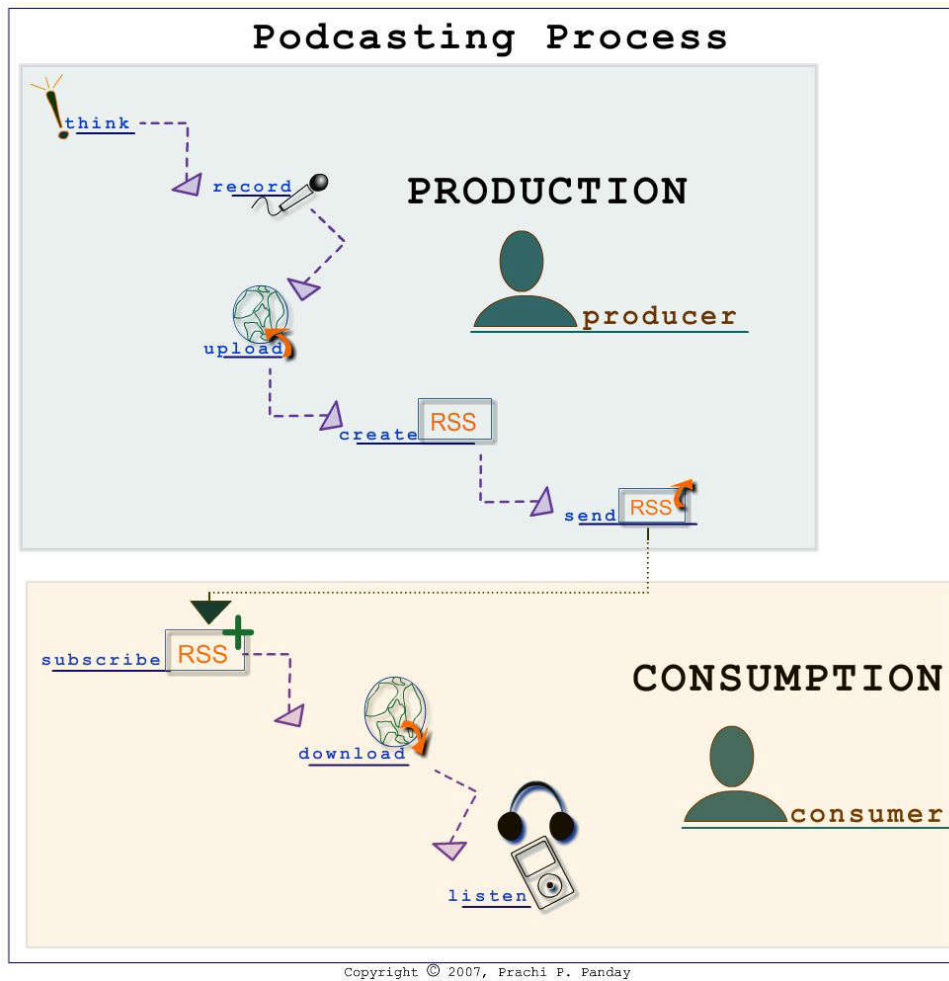 Podcasting Process
think
record
PRODUCTION
producer
upload
create RSS
send RSS
subscribe RSS
CONSUMPTION
download
consumer
listen
Copyright © 2007, Prachi P. Panday